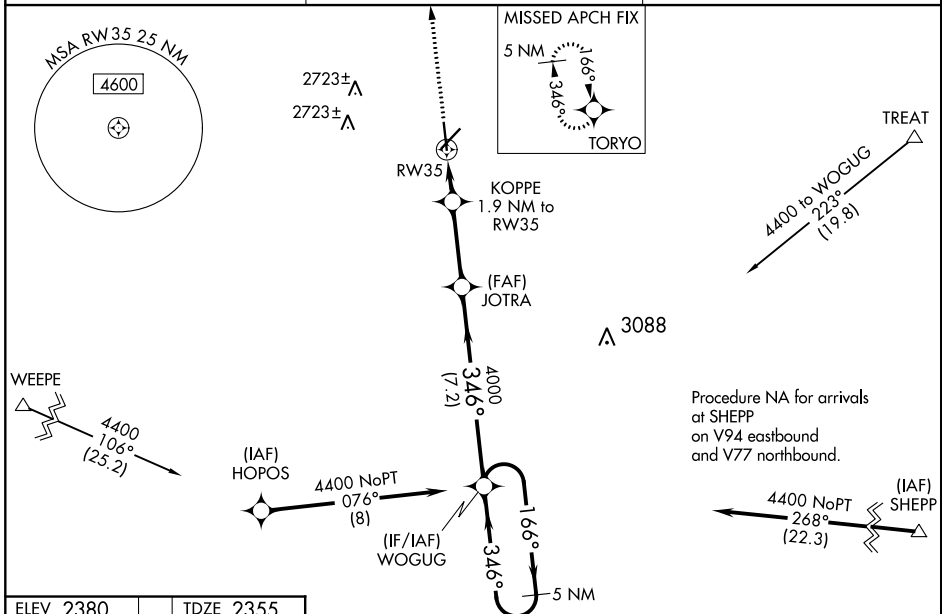 MSA RW35 25 NM
4600
2723±
2723±
MISSED APCH FIX
5 NM
166°
346°
TORYO
TREAT
4400 to WOGUG
223°
(19.8)
RW35
KOPPE
1.9 NM to
RW35
(FAF)
JOTRA
3088
WEEPE
4400
106°
(25.2)
4000
346°
(7.2)
Procedure NA for arrivals
at SHEPP
on V94 eastbound
and V77 northbound.
(IAF)
HOPOS
4400 NoPT
076°
(8)
(IF/IAF)
WOGUG
346°
166°
5 NM
4400 NoPT
268°
(22.3)
(IAF)
SHEPP
ELEV 2380
TDZE 2355